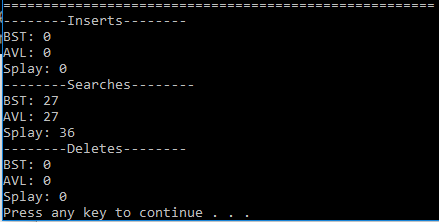 ======================================================
--------Inserts--------
BST: 0
AVL: 0
Splay: 0
--------Searches--------
BST: 27
AVL: 27
Splay: 36
--------Deletes--------
BST: 0
AVL: 0
Splay: 0
Press any key to continue . . .